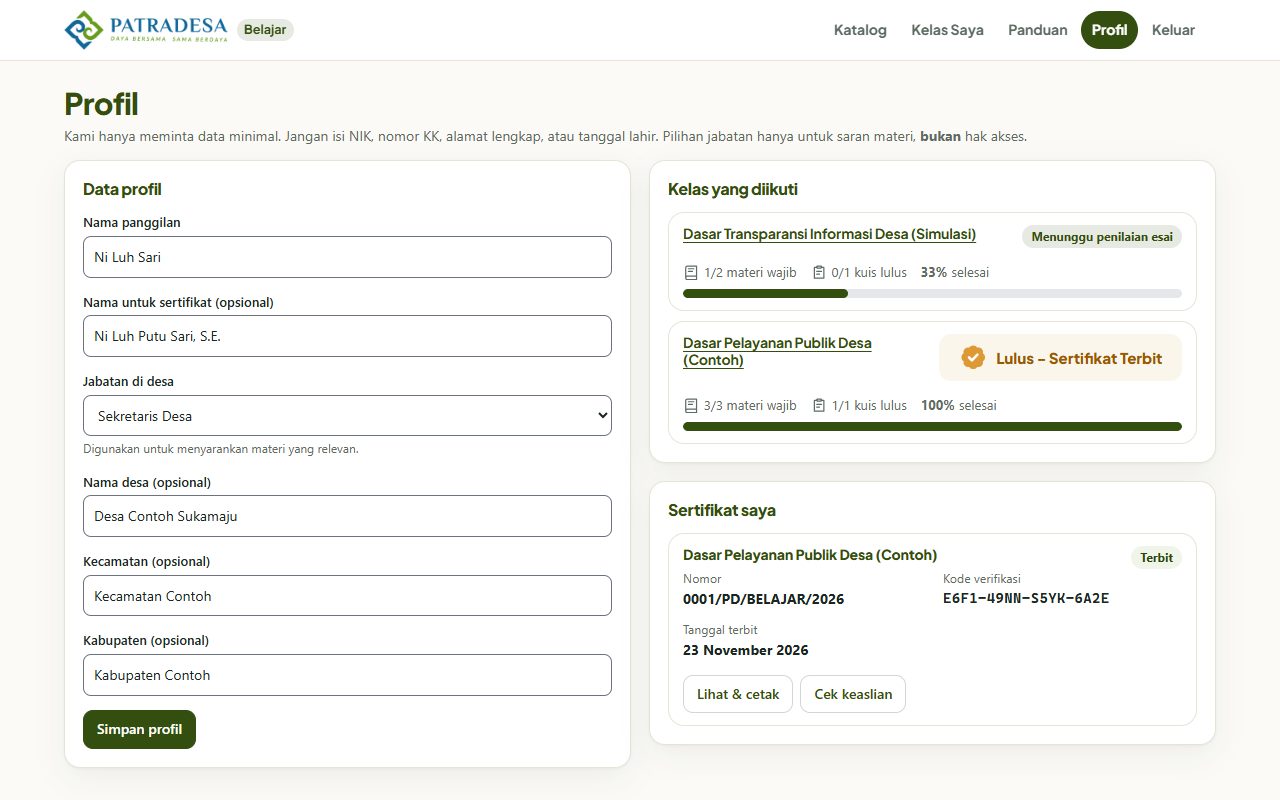 PATRADESA
DAYA BERSAMA SAMA BERDAYA
Belajar
Katalog
Kelas Saya
Panduan
Profil
Keluar
Profil
Kami hanya meminta data minimal. Jangan isi NIK, nomor KK, alamat lengkap, atau tanggal lahir. Pilihan jabatan hanya untuk saran materi, bukan hak akses.
Data profil
Nama panggilan
Ni Luh Sari
Nama untuk sertifikat (opsional)
Ni Luh Putu Sari, S.E.
Jabatan di desa
Sekretaris Desa
Digunakan untuk menyarankan materi yang relevan.
Nama desa (opsional)
Desa Contoh Sukamaju
Kecamatan (opsional)
Kecamatan Contoh
Kabupaten (opsional)
Kabupaten Contoh
Simpan profil
Kelas yang diikuti
Dasar Transparansi Informasi Desa (Simulasi)
Menunggu penilaian esai
1/2 materi wajib 0/1 kuis lulus 33% selesai
Dasar Pelayanan Publik Desa
(Contoh)
Lulus – Sertifikat Terbit
3/3 materi wajib 1/1 kuis lulus 100% selesai
Sertifikat saya
Dasar Pelayanan Publik Desa (Contoh)
Terbit
Nomor
0001/PD/BELAJAR/2026
Kode verifikasi
E6F1-49NN-S5YK-6A2E
Tanggal terbit
23 November 2026
Lihat & cetak
Cek keaslian